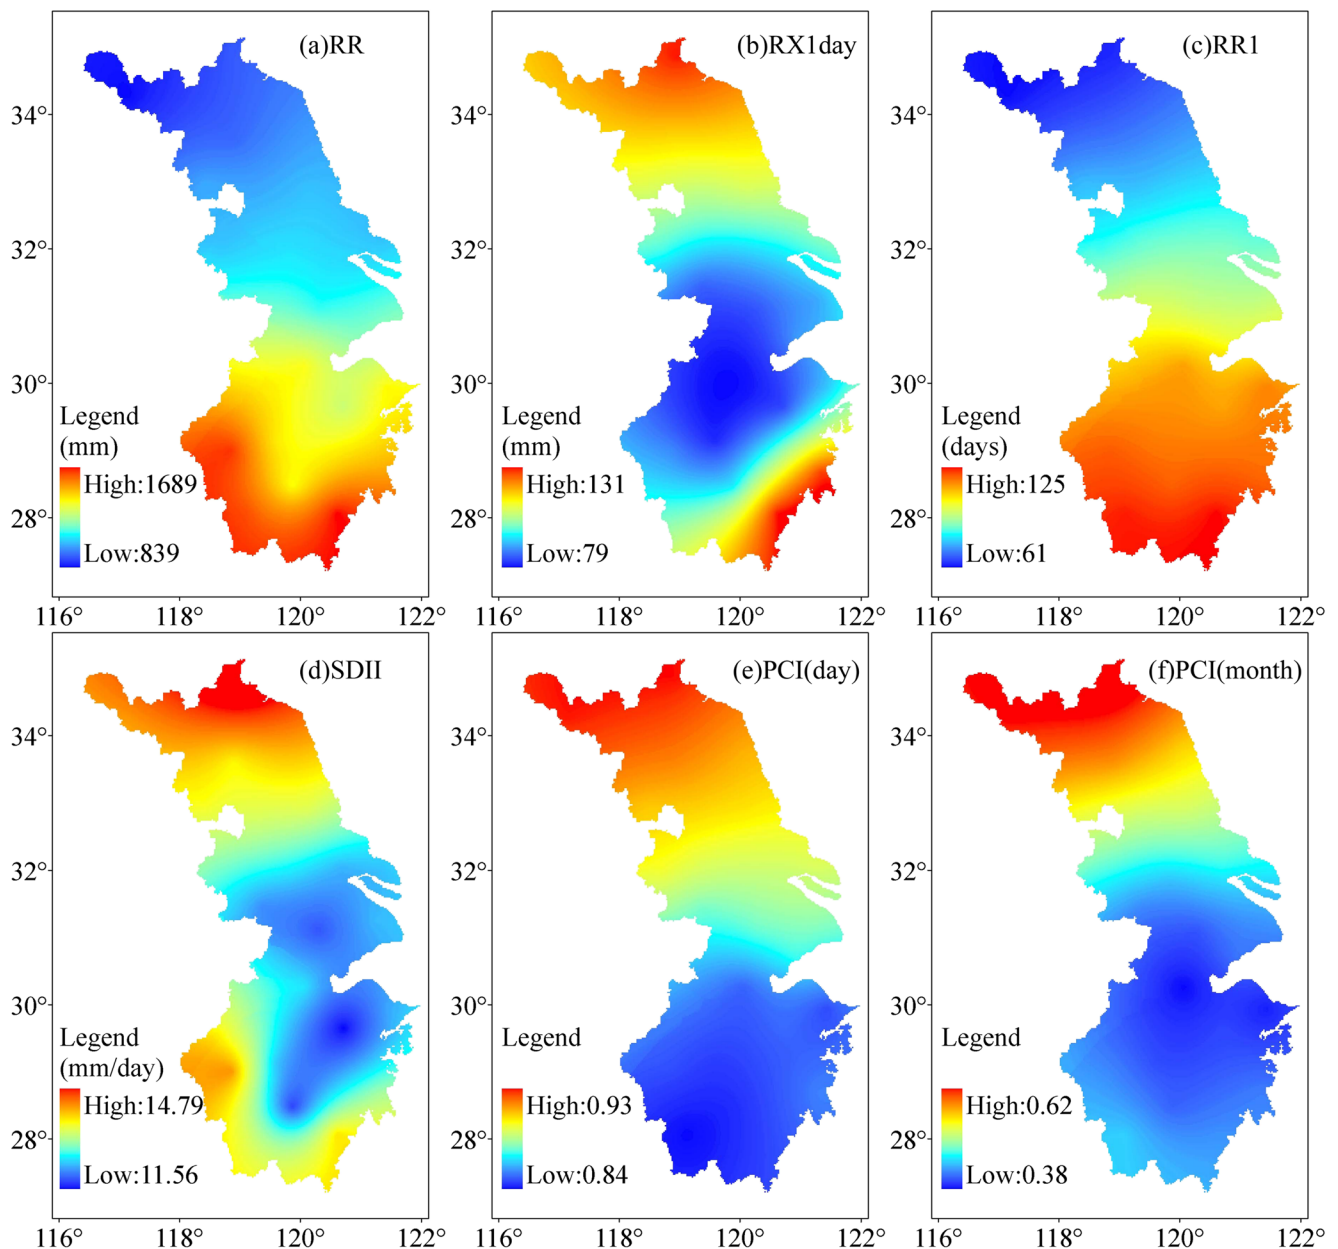 (a)RR
(b)RX1day
(c)RR1
34°
34°
34°
32°
32°
32°
30°
30°
30°
28°
28°
28°
Legend
(mm)
High:1689
Low:839
Legend
(mm)
High:131
Low:79
Legend
(days)
High:125
Low:61
116° 118° 120° 122°
116° 118° 120° 122°
116° 118° 120° 122°
(d)SDII
(e)PCI(day)
(f)PCI(month)
34°
34°
34°
32°
32°
32°
30°
30°
30°
28°
28°
28°
Legend
(mm/day)
High:14.79
Low:11.56
Legend
High:0.93
Low:0.84
Legend
High:0.62
Low:0.38
116° 118° 120° 122°
116° 118° 120° 122°
116° 118° 120° 122°